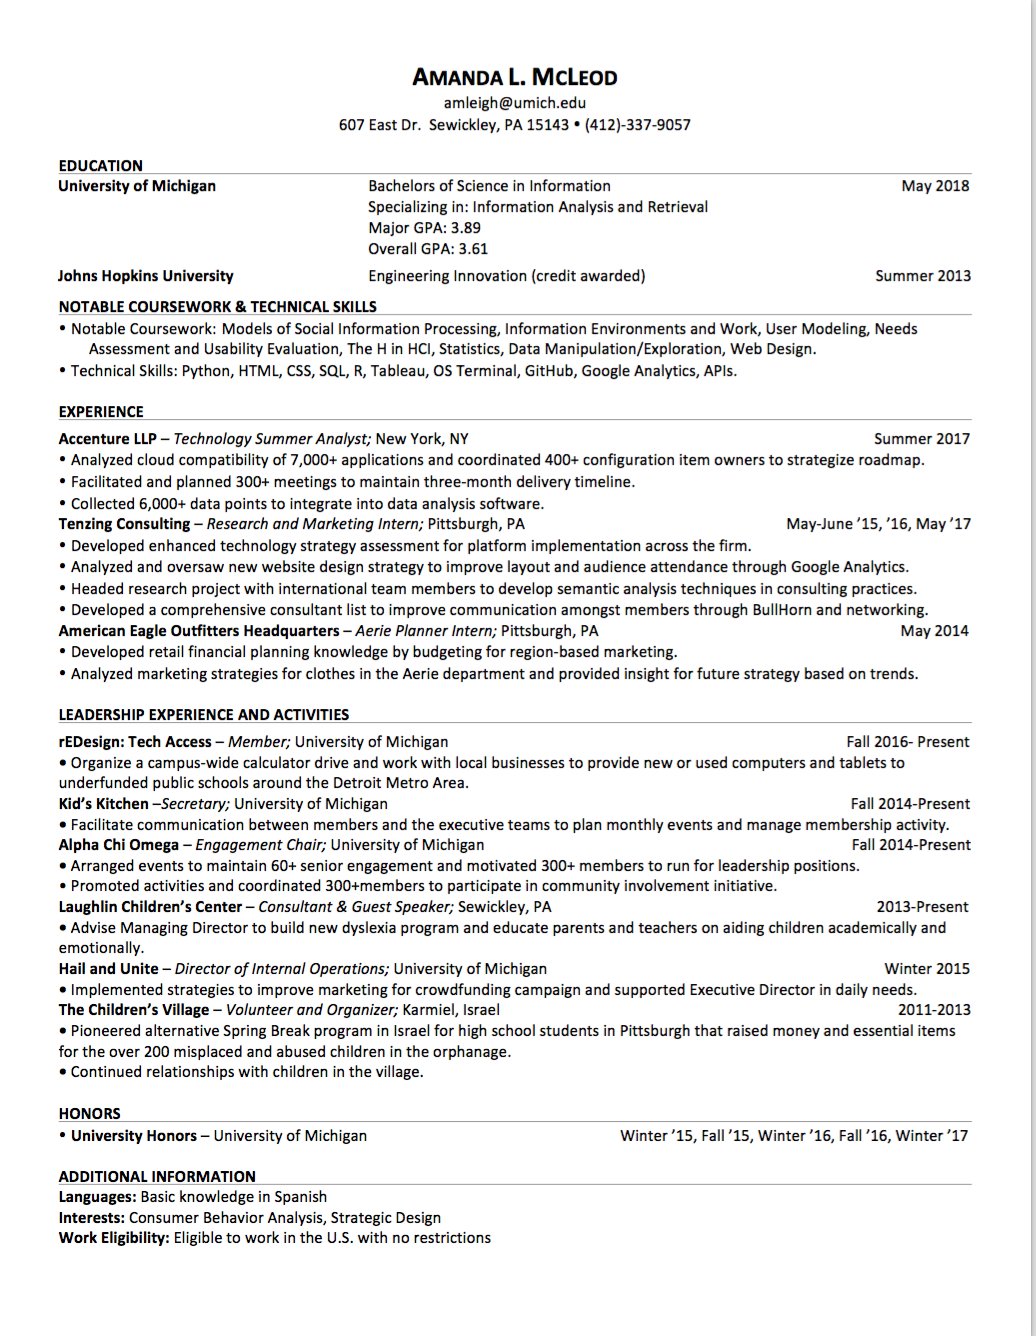 AMANDA L. MCLEOD
amleigh@umich.edu
607 East Dr.  Sewickley, PA 15143 • (412)-337-9057
EDUCATION
University of Michigan Bachelors of Science in Information May 2018
Specializing in: Information Analysis and Retrieval
Major GPA: 3.89
Overall GPA: 3.61
Johns Hopkins University Engineering Innovation (credit awarded) Summer 2013
NOTABLE COURSEWORK & TECHNICAL SKILLS
• Notable Coursework: Models of Social Information Processing, Information Environments and Work, User Modeling, Needs
Assessment and Usability Evaluation, The H in HCI, Statistics, Data Manipulation/Exploration, Web Design.
• Technical Skills: Python, HTML, CSS, SQL, R, Tableau, OS Terminal, GitHub, Google Analytics, APIs.
EXPERIENCE
Accenture LLP – Technology Summer Analyst; New York, NY Summer 2017
• Analyzed cloud compatibility of 7,000+ applications and coordinated 400+ configuration item owners to strategize roadmap.
• Facilitated and planned 300+ meetings to maintain three-month delivery timeline.
• Collected 6,000+ data points to integrate into data analysis software.
Tenzing Consulting – Research and Marketing Intern; Pittsburgh, PA May-June ’15, ’16, May ’17
• Developed enhanced technology strategy assessment for platform implementation across the firm.
• Analyzed and oversaw new website design strategy to improve layout and audience attendance through Google Analytics.
• Headed research project with international team members to develop semantic analysis techniques in consulting practices.
• Developed a comprehensive consultant list to improve communication amongst members through BullHorn and networking.
American Eagle Outfitters Headquarters – Aerie Planner Intern; Pittsburgh, PA May 2014
• Developed retail financial planning knowledge by budgeting for region-based marketing.
• Analyzed marketing strategies for clothes in the Aerie department and provided insight for future strategy based on trends.
LEADERSHIP EXPERIENCE AND ACTIVITIES
rEDesign: Tech Access – Member; University of Michigan Fall 2016- Present
• Organize a campus-wide calculator drive and work with local businesses to provide new or used computers and tablets to
underfunded public schools around the Detroit Metro Area.
Kid’s Kitchen –Secretary; University of Michigan Fall 2014-Present
• Facilitate communication between members and the executive teams to plan monthly events and manage membership activity.
Alpha Chi Omega – Engagement Chair; University of Michigan Fall 2014-Present
• Arranged events to maintain 60+ senior engagement and motivated 300+ members to run for leadership positions.
• Promoted activities and coordinated 300+members to participate in community involvement initiative.
Laughlin Children’s Center – Consultant & Guest Speaker; Sewickley, PA 2013-Present
• Advise Managing Director to build new dyslexia program and educate parents and teachers on aiding children academically and
emotionally.
Hail and Unite – Director of Internal Operations; University of Michigan Winter 2015
• Implemented strategies to improve marketing for crowdfunding campaign and supported Executive Director in daily needs.
The Children’s Village – Volunteer and Organizer; Karmiel, Israel 2011-2013
• Pioneered alternative Spring Break program in Israel for high school students in Pittsburgh that raised money and essential items
for the over 200 misplaced and abused children in the orphanage.
• Continued relationships with children in the village.
HONORS
• University Honors – University of Michigan Winter ’15, Fall ’15, Winter ’16, Fall ’16, Winter ’17
ADDITIONAL INFORMATION
Languages: Basic knowledge in Spanish
Interests: Consumer Behavior Analysis, Strategic Design
Work Eligibility: Eligible to work in the U.S. with no restrictions